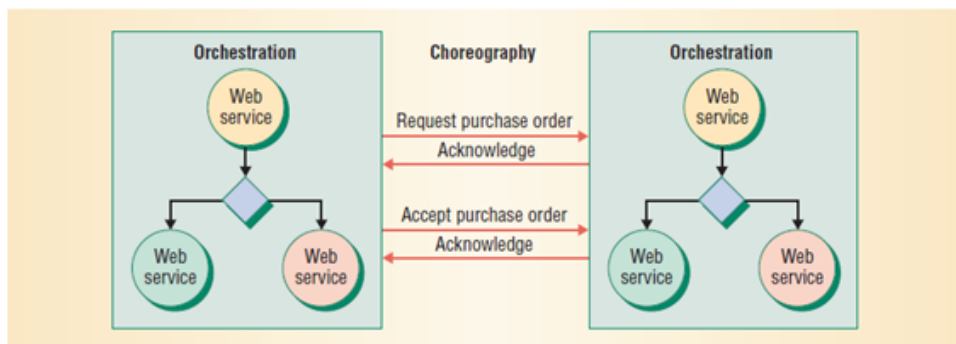 Orchestration
Choreography
Orchestration
Web
service
Web
service
Request purchase order
Acknowledge
Accept purchase order
Acknowledge
Web
service
Web
service
Web
service
Web
service